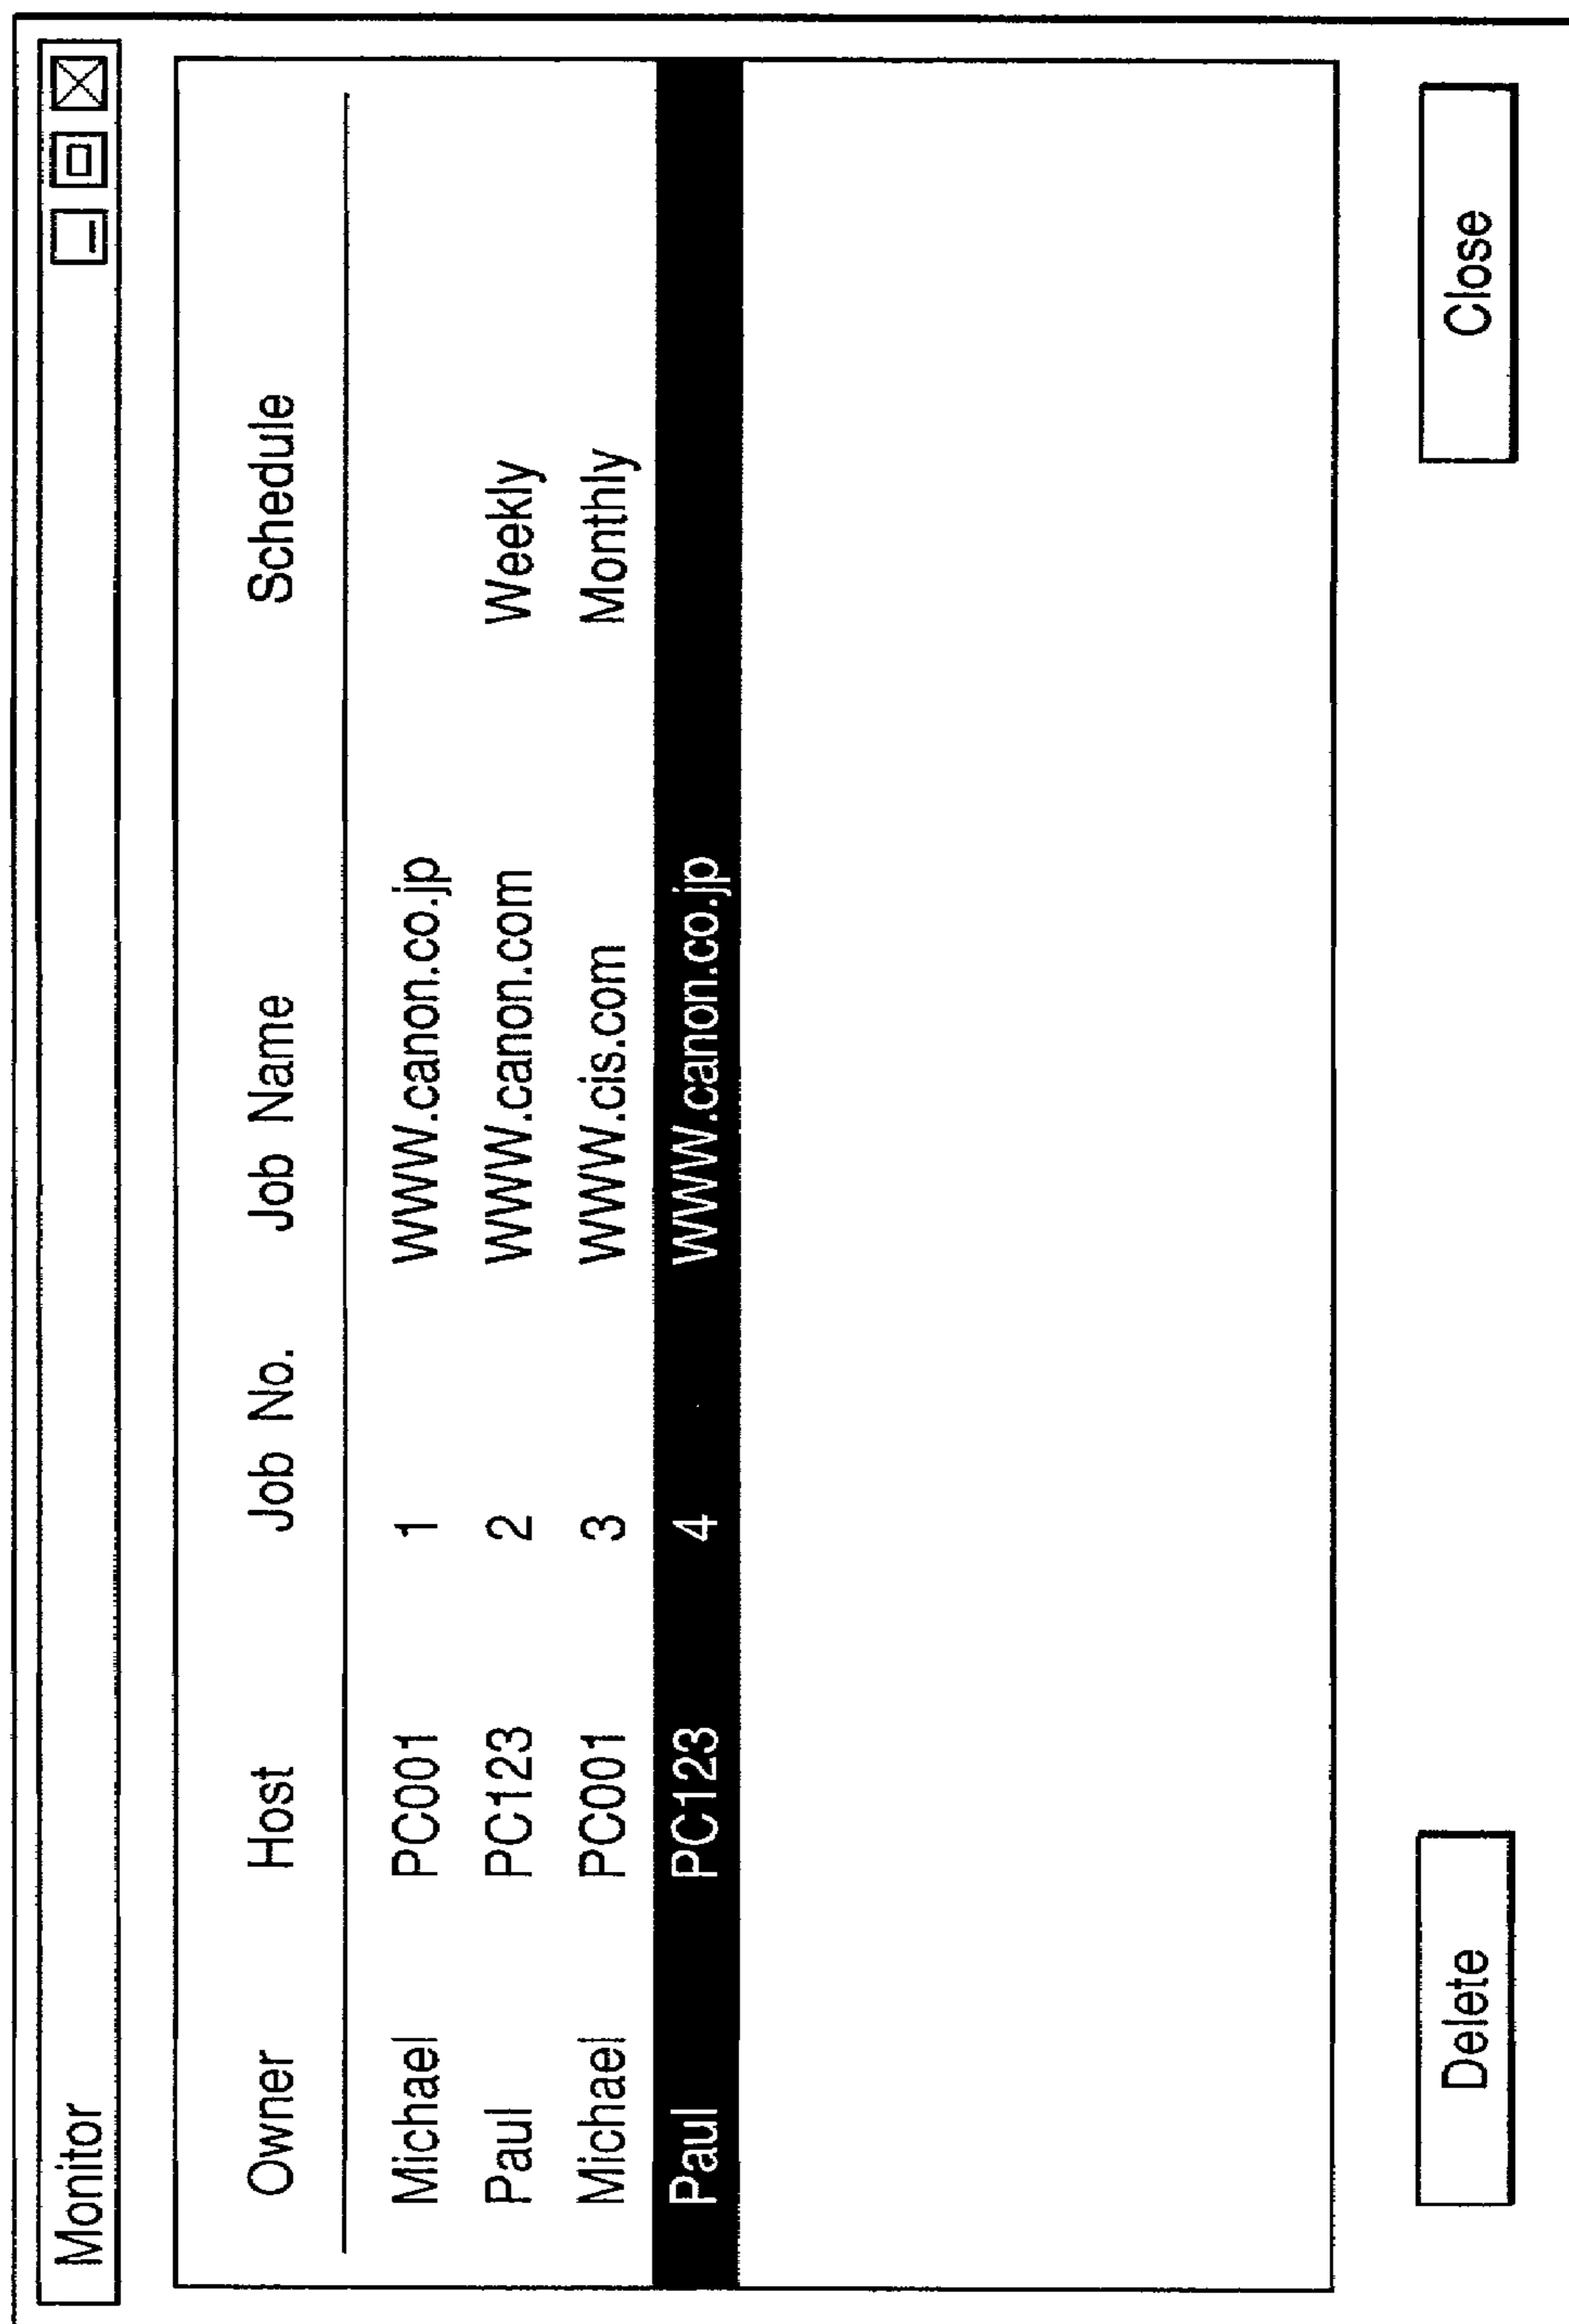 Monitor
Owner Host Job No. Job Name Schedule
Michael PC001 1 WWW.canon.co.jp
Paul PC123 2 WWW.canon.com Weekly
Michael PC001 3 WWW.cis.com Monthly
Paul PC123 4 WWW.canon.co.jp
Delete Close